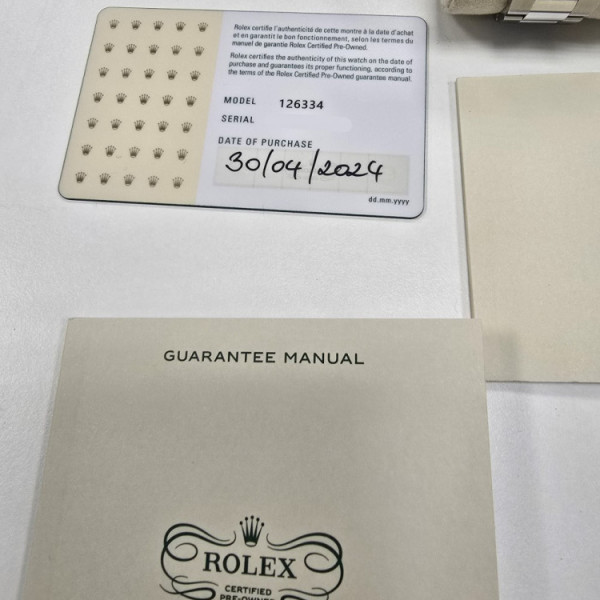 Rolex certifie l'authenticité de cette montre à la date d'achat
et en garantit le bon fonctionnement, selon les termes du
manuel de garantie Rolex Certified Pre-Owned.
Rolex certifies the authenticity of this watch on the date of
purchase and guarantees its proper functioning, according to
the terms of the Rolex Certified Pre-Owned guarantee manual.
MODEL 126334
SERIAL
DATE OF PURCHASE
30/04/2024
dd.mm.yyyy
GUARANTEE MANUAL
ROLEX
CERTIFIED
PRE-OWNED